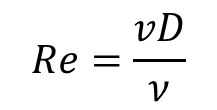 Re = vD/ν